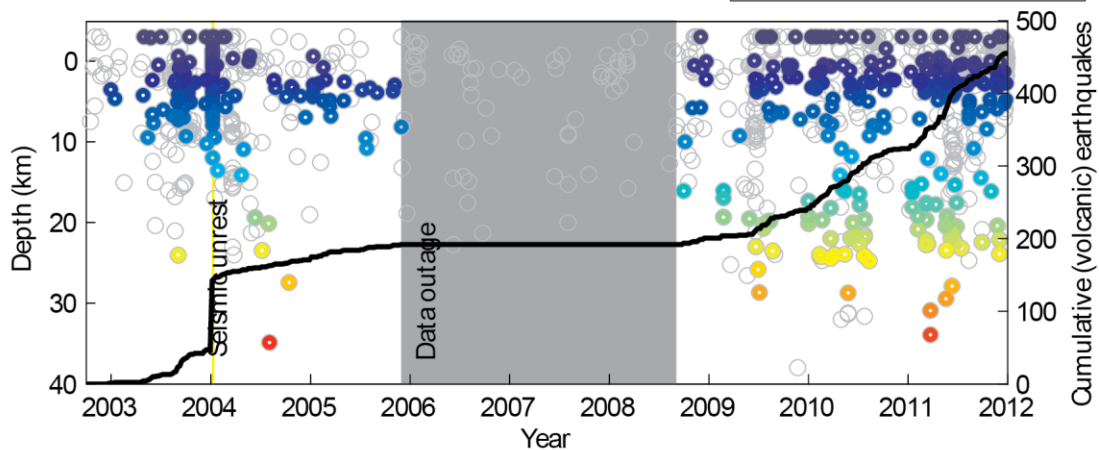 Depth (km)
0
10
20
30
40
Seismic unrest
Data outage
500
400
300
200
100
0
Cumulative (volcanic) earthquakes
2003 2004 2005 2006 2007 2008 2009 2010 2011 2012
Year